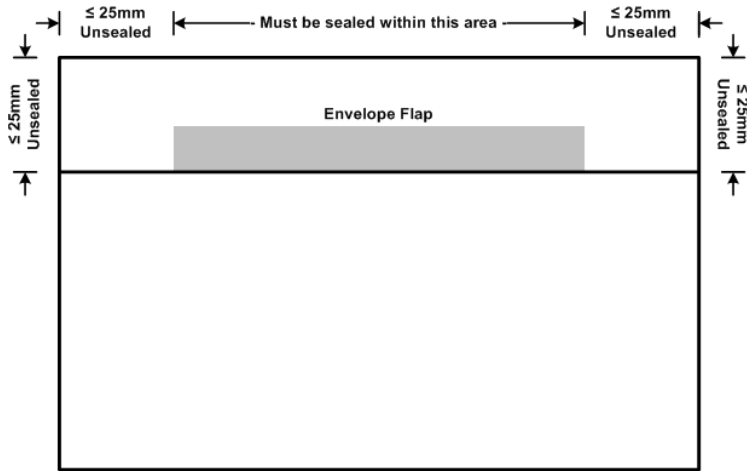 ≤ 25mm
Unsealed
- Must be sealed within this area -
≤ 25mm
Unsealed
≤ 25mm
Unsealed
Envelope Flap
≤ 25mm
Unsealed